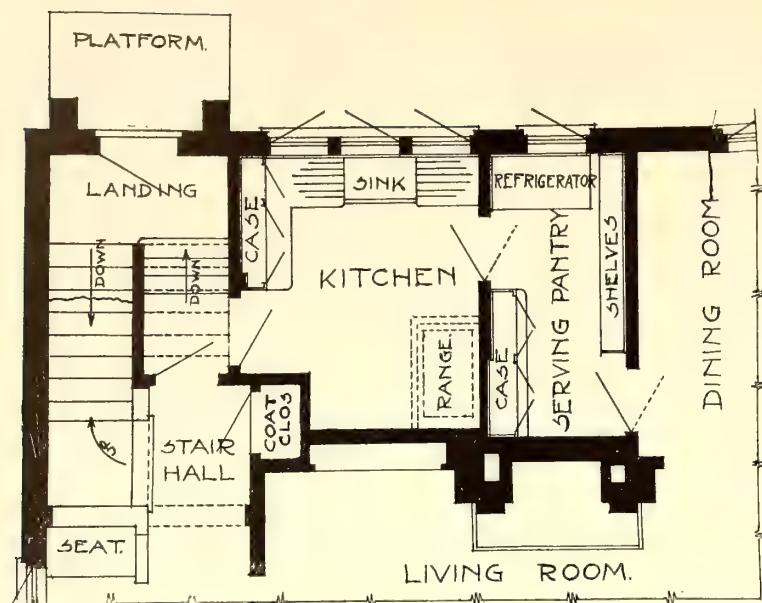 PLATFORM.
LANDING
SINK
REFRIGERATOR
CASE
DOWN
DOWN
KITCHEN
SERVING PANTRY
SHELVES
DINING ROOM
RANGE.
CASE
COAT
CLOS
STAIR
HALL
SEAT.
LIVING ROOM.